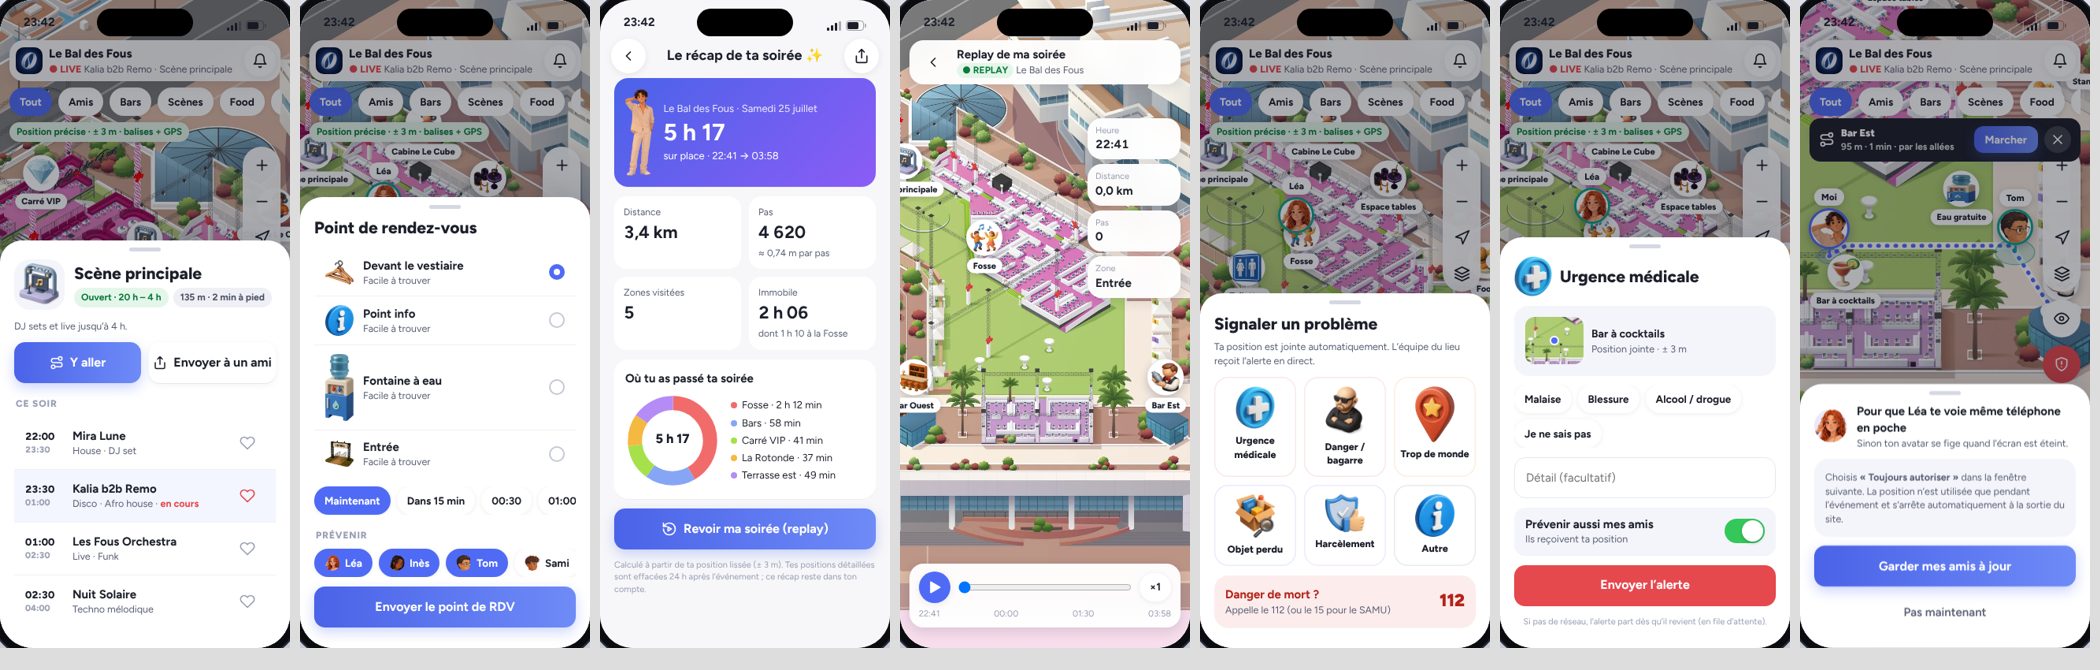 23:42
Le Bal des Fous
LIVE Kalia b2b Remo · Scène principale
Tout
Amis
Bars
Scènes
Food
Position précise · ± 3 m · balises + GPS
Carré VIP
Scène principale
Ouvert · 20 h – 4 h
135 m · 2 min à pied
DJ sets et live jusqu'à 4 h.
Y aller
Envoyer à un ami
CE SOIR
22:00
23:30
Mira Lune
House · DJ set
23:30
01:00
Kalia b2b Remo
Disco · Afro house · en cours
01:00
02:30
Les Fous Orchestra
Live · Funk
02:30
04:00
Nuit Solaire
Techno mélodique
23:42
Le Bal des Fous
LIVE Kalia b2b Remo · Scène principale
Tout
Amis
Bars
Scènes
Food
Position précise · ± 3 m · balises + GPS
Cabine Le Cube
Léa
e principale
Espace tables
Point de rendez-vous
Devant le vestiaire
Facile à trouver
Point info
Facile à trouver
Fontaine à eau
Facile à trouver
Entrée
Facile à trouver
Maintenant
Dans 15 min
00:30
01:00
PRÉVENIR
Léa
Inès
Tom
Sami
Envoyer le point de RDV
23:42
Le récap de ta soirée ✨
Le Bal des Fous · Samedi 25 juillet
5 h 17
sur place · 22:41 → 03:58
Distance
3,4 km
Pas
4 620
≈ 0,74 m par pas
Zones visitées
5
Immobile
2 h 06
dont 1 h 10 à la Fosse
Où tu as passé ta soirée
5 h 17
Fosse · 2 h 12 min
Bars · 58 min
Carré VIP · 41 min
La Rotonde · 37 min
Terrasse est · 49 min
Revoir ma soirée (replay)
Calculé à partir de ta position lissée (± 3 m). Tes positions détaillées
sont effacées 24 h après l'événement ; ce récap reste dans ton
compte.
23:42
Replay de ma soirée
REPLAY
Le Bal des Fous
Heure
22:41
Distance
0,0 km
Pas
0
Zone
Entrée
rincipale
Fosse
ar Ouest
Bar Est
×1
22:41
00:00
01:30
03:58
23:42
Le Bal des Fous
LIVE Kalia b2b Remo · Scène principale
Tout
Amis
Bars
Scènes
Food
Position précise · ± 3 m · balises + GPS
Cabine Le Cube
Léa
e principale
Espace tables
Fosse
Signaler un problème
Ta position est jointe automatiquement. L'équipe du lieu
reçoit l'alerte en direct.
Urgence
médicale
Danger /
bagarre
Trop de monde
Objet perdu
Harcèlement
Autre
Danger de mort ?
Appelle le 112 (ou le 15 pour le SAMU)
112
23:42
Le Bal des Fous
LIVE Kalia b2b Remo · Scène principale
Tout
Amis
Bars
Scènes
Food
Position précise · ± 3 m · balises + GPS
Cabine Le Cube
Léa
e principale
Espace tables
Urgence médicale
Bar à cocktails
Position jointe · ± 3 m
Malaise
Blessure
Alcool / drogue
Je ne sais pas
Détail (facultatif)
Prévenir aussi mes amis
Ils reçoivent ta position
Envoyer l'alerte
Si pas de réseau, l'alerte part dès qu'il revient (en file d'attente).
23:42
Le Bal des Fous
LIVE Kalia b2b Remo · Scène principale
Tout
Amis
Bars
Scènes
Food
Bar Est
95 m · 1 min · par les allées
Marcher
Moi
Eau gratuite
Tom
Bar à cocktails
Pour que Léa te voie même téléphone
en poche
Sinon ton avatar se fige quand l'écran est éteint.
Choisis « Toujours autoriser » dans la fenêtre
suivante. La position n'est utilisée que pendant
l'événement et s'arrête automatiquement à la sortie du
site.
Garder mes amis à jour
Pas maintenant